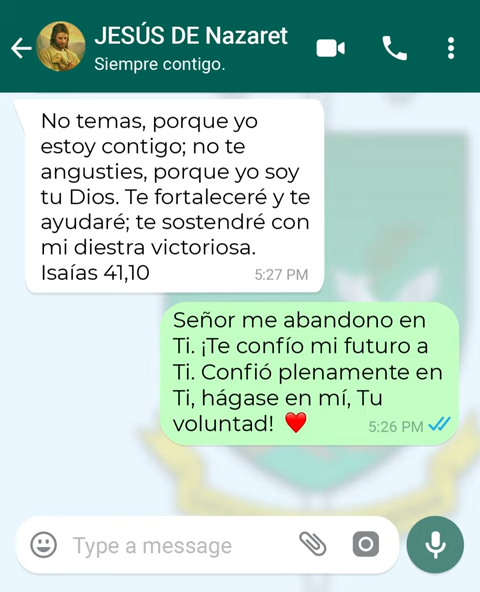 JESÚS DE Nazaret
Siempre contigo.
No temas, porque yo
estoy contigo; no te
angusties, porque yo soy
tu Dios. Te fortaleceré y te
ayudaré; te sostendré con
mi diestra victoriosa.
Isaías 41,10
5:27 PM
Señor me abandono en
Ti. ¡Te confío mi futuro a
Ti. Confió plenamente en
Ti, hágase en mí, Tu
voluntad! ❤️
5:26 PM
Type a message